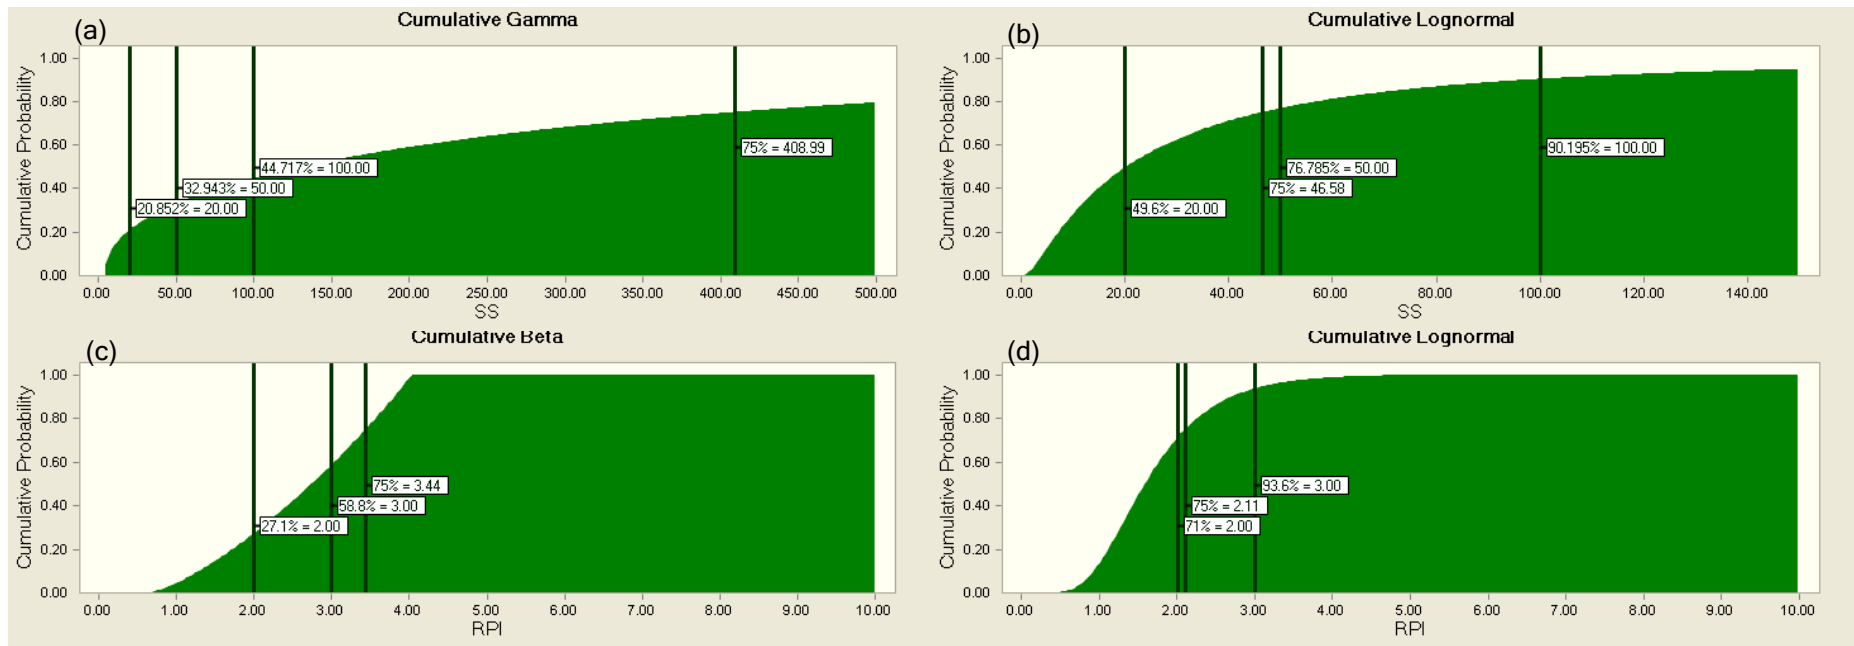 (a)
Cumulative Gamma
Cumulative Probability
1.00
0.80
0.60
0.40
0.20
0.00
75% = 408.99
44.717% = 100.00
32.943% = 50.00
20.852% = 20.00
0.00 50.00 100.00 150.00 200.00 250.00 300.00 350.00 400.00 450.00 500.00
SS
(b)
Cumulative Lognormal
Cumulative Probability
1.00
0.80
0.60
0.40
0.20
0.00
90.195% = 100.00
76.785% = 50.00
75% = 46.58
49.6% = 20.00
0.00 20.00 40.00 60.00 80.00 100.00 120.00 140.00
SS
(c)
Cumulative Beta
Cumulative Probability
1.00
0.80
0.60
0.40
0.20
0.00
75% = 3.44
58.8% = 3.00
27.1% = 2.00
0.00 1.00 2.00 3.00 4.00 5.00 6.00 7.00 8.00 9.00 10.00
RPI
(d)
Cumulative Lognormal
Cumulative Probability
1.00
0.80
0.60
0.40
0.20
0.00
93.6% = 3.00
75% = 2.11
71% = 2.00
0.00 1.00 2.00 3.00 4.00 5.00 6.00 7.00 8.00 9.00 10.00
RPI